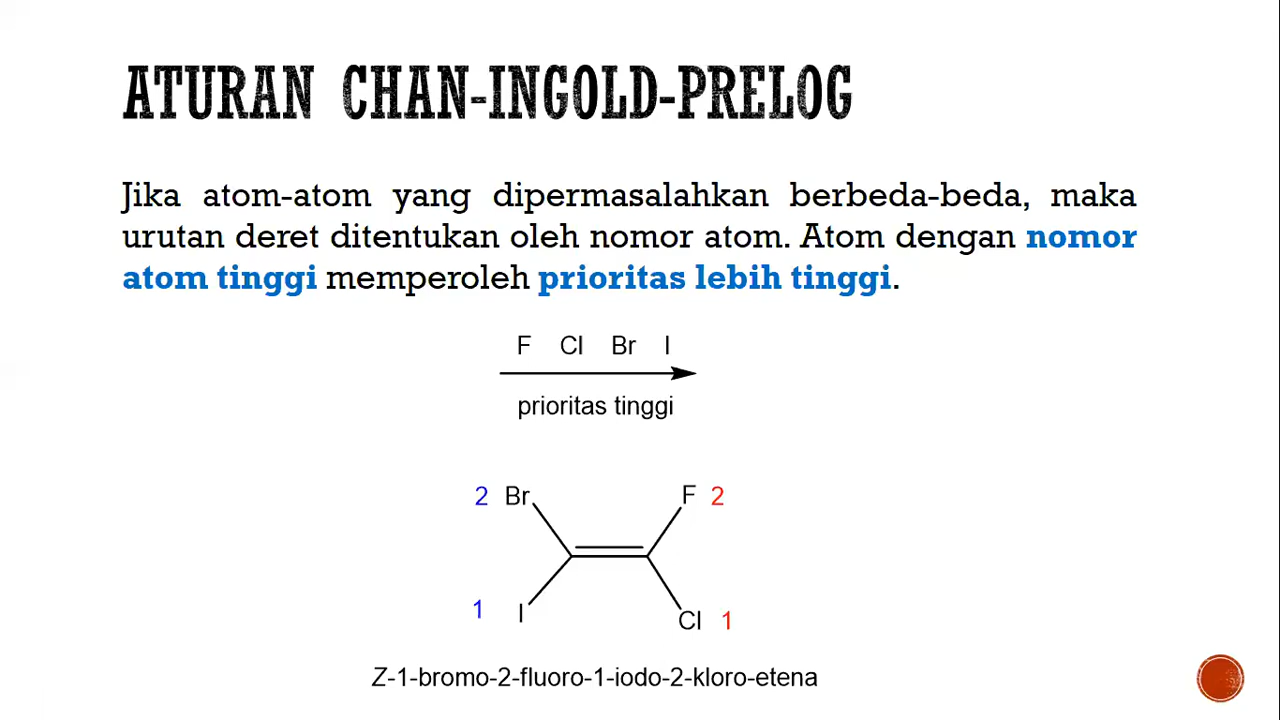 ATURAN CHAN-INGOLD-PRELOG
Jika atom-atom yang dipermasalahkan berbeda-beda, maka
urutan deret ditentukan oleh nomor atom. Atom dengan nomor
atom tinggi memperoleh prioritas lebih tinggi.
F Cl Br I
prioritas tinggi
2 Br F 2
1 I Cl 1
Z-1-bromo-2-fluoro-1-iodo-2-kloro-etena